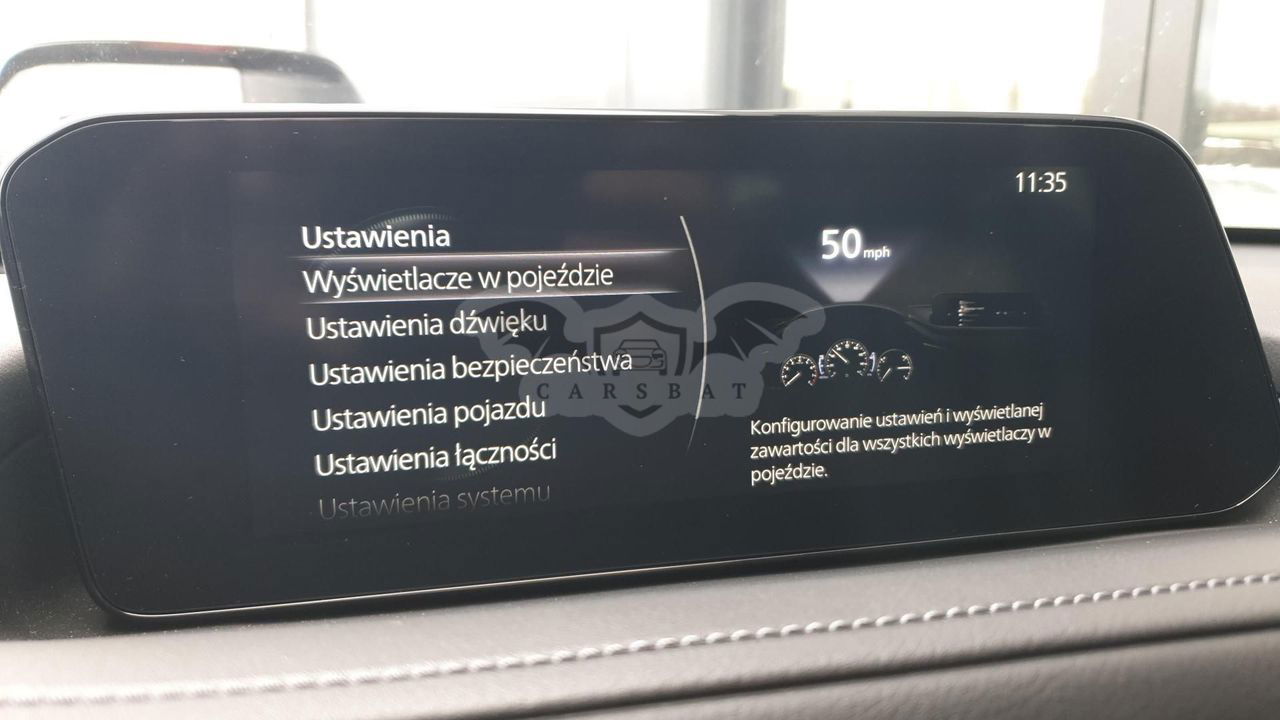 11:35
Ustawienia
Wyświetlacze w pojeździe
Ustawienia dźwięku
Ustawienia bezpieczeństwa
Ustawienia pojazdu
Ustawienia łączności
Ustawienia systemu
50 mph
Konfigurowanie ustawień i wyświetlanej
zawartości dla wszystkich wyświetlaczy w
pojeździe.
CARSBAT